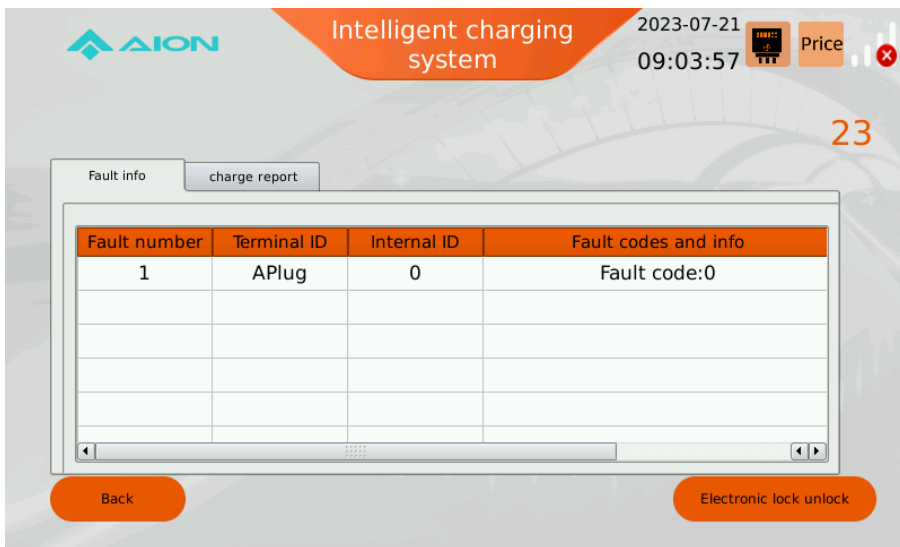 AION
Intelligent charging
system
2023-07-21
09:03:57
Price
23
Fault info
charge report
Fault number Terminal ID Internal ID Fault codes and info
1 APlug 0 Fault code:0
Back
Electronic lock unlock